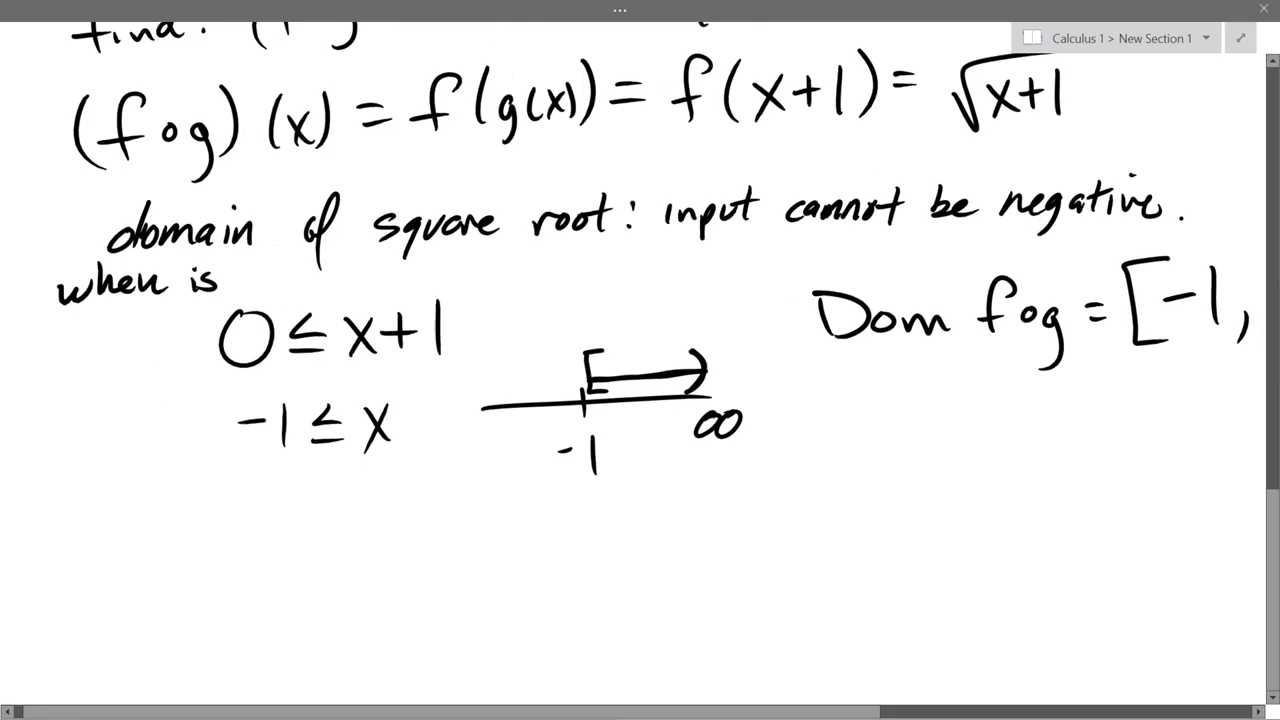 ...
Calculus 1 > New Section 1
find:
(f∘g)(x) = f(g(x)) = f(x+1) = √x+1
domain of square root: input cannot be negative.
when is
0 ≤ x+1
Dom f∘g = [-1,
-1 ≤ x
-1
∞